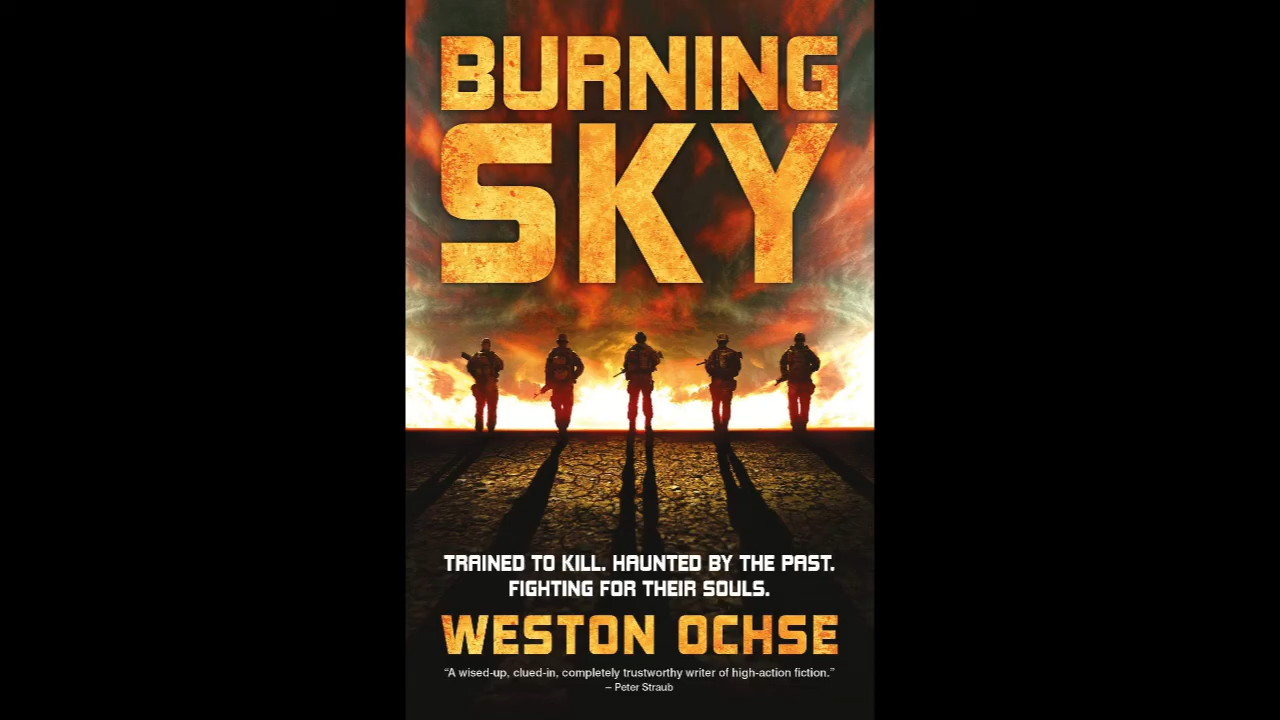 BURNING
SKY
TRAINED TO KILL. HAUNTED BY THE PAST.
FIGHTING FOR THEIR SOULS.
WESTON OCHSE
“A wised-up, clued-in, completely trustworthy writer of high-action fiction.”
– Peter Straub